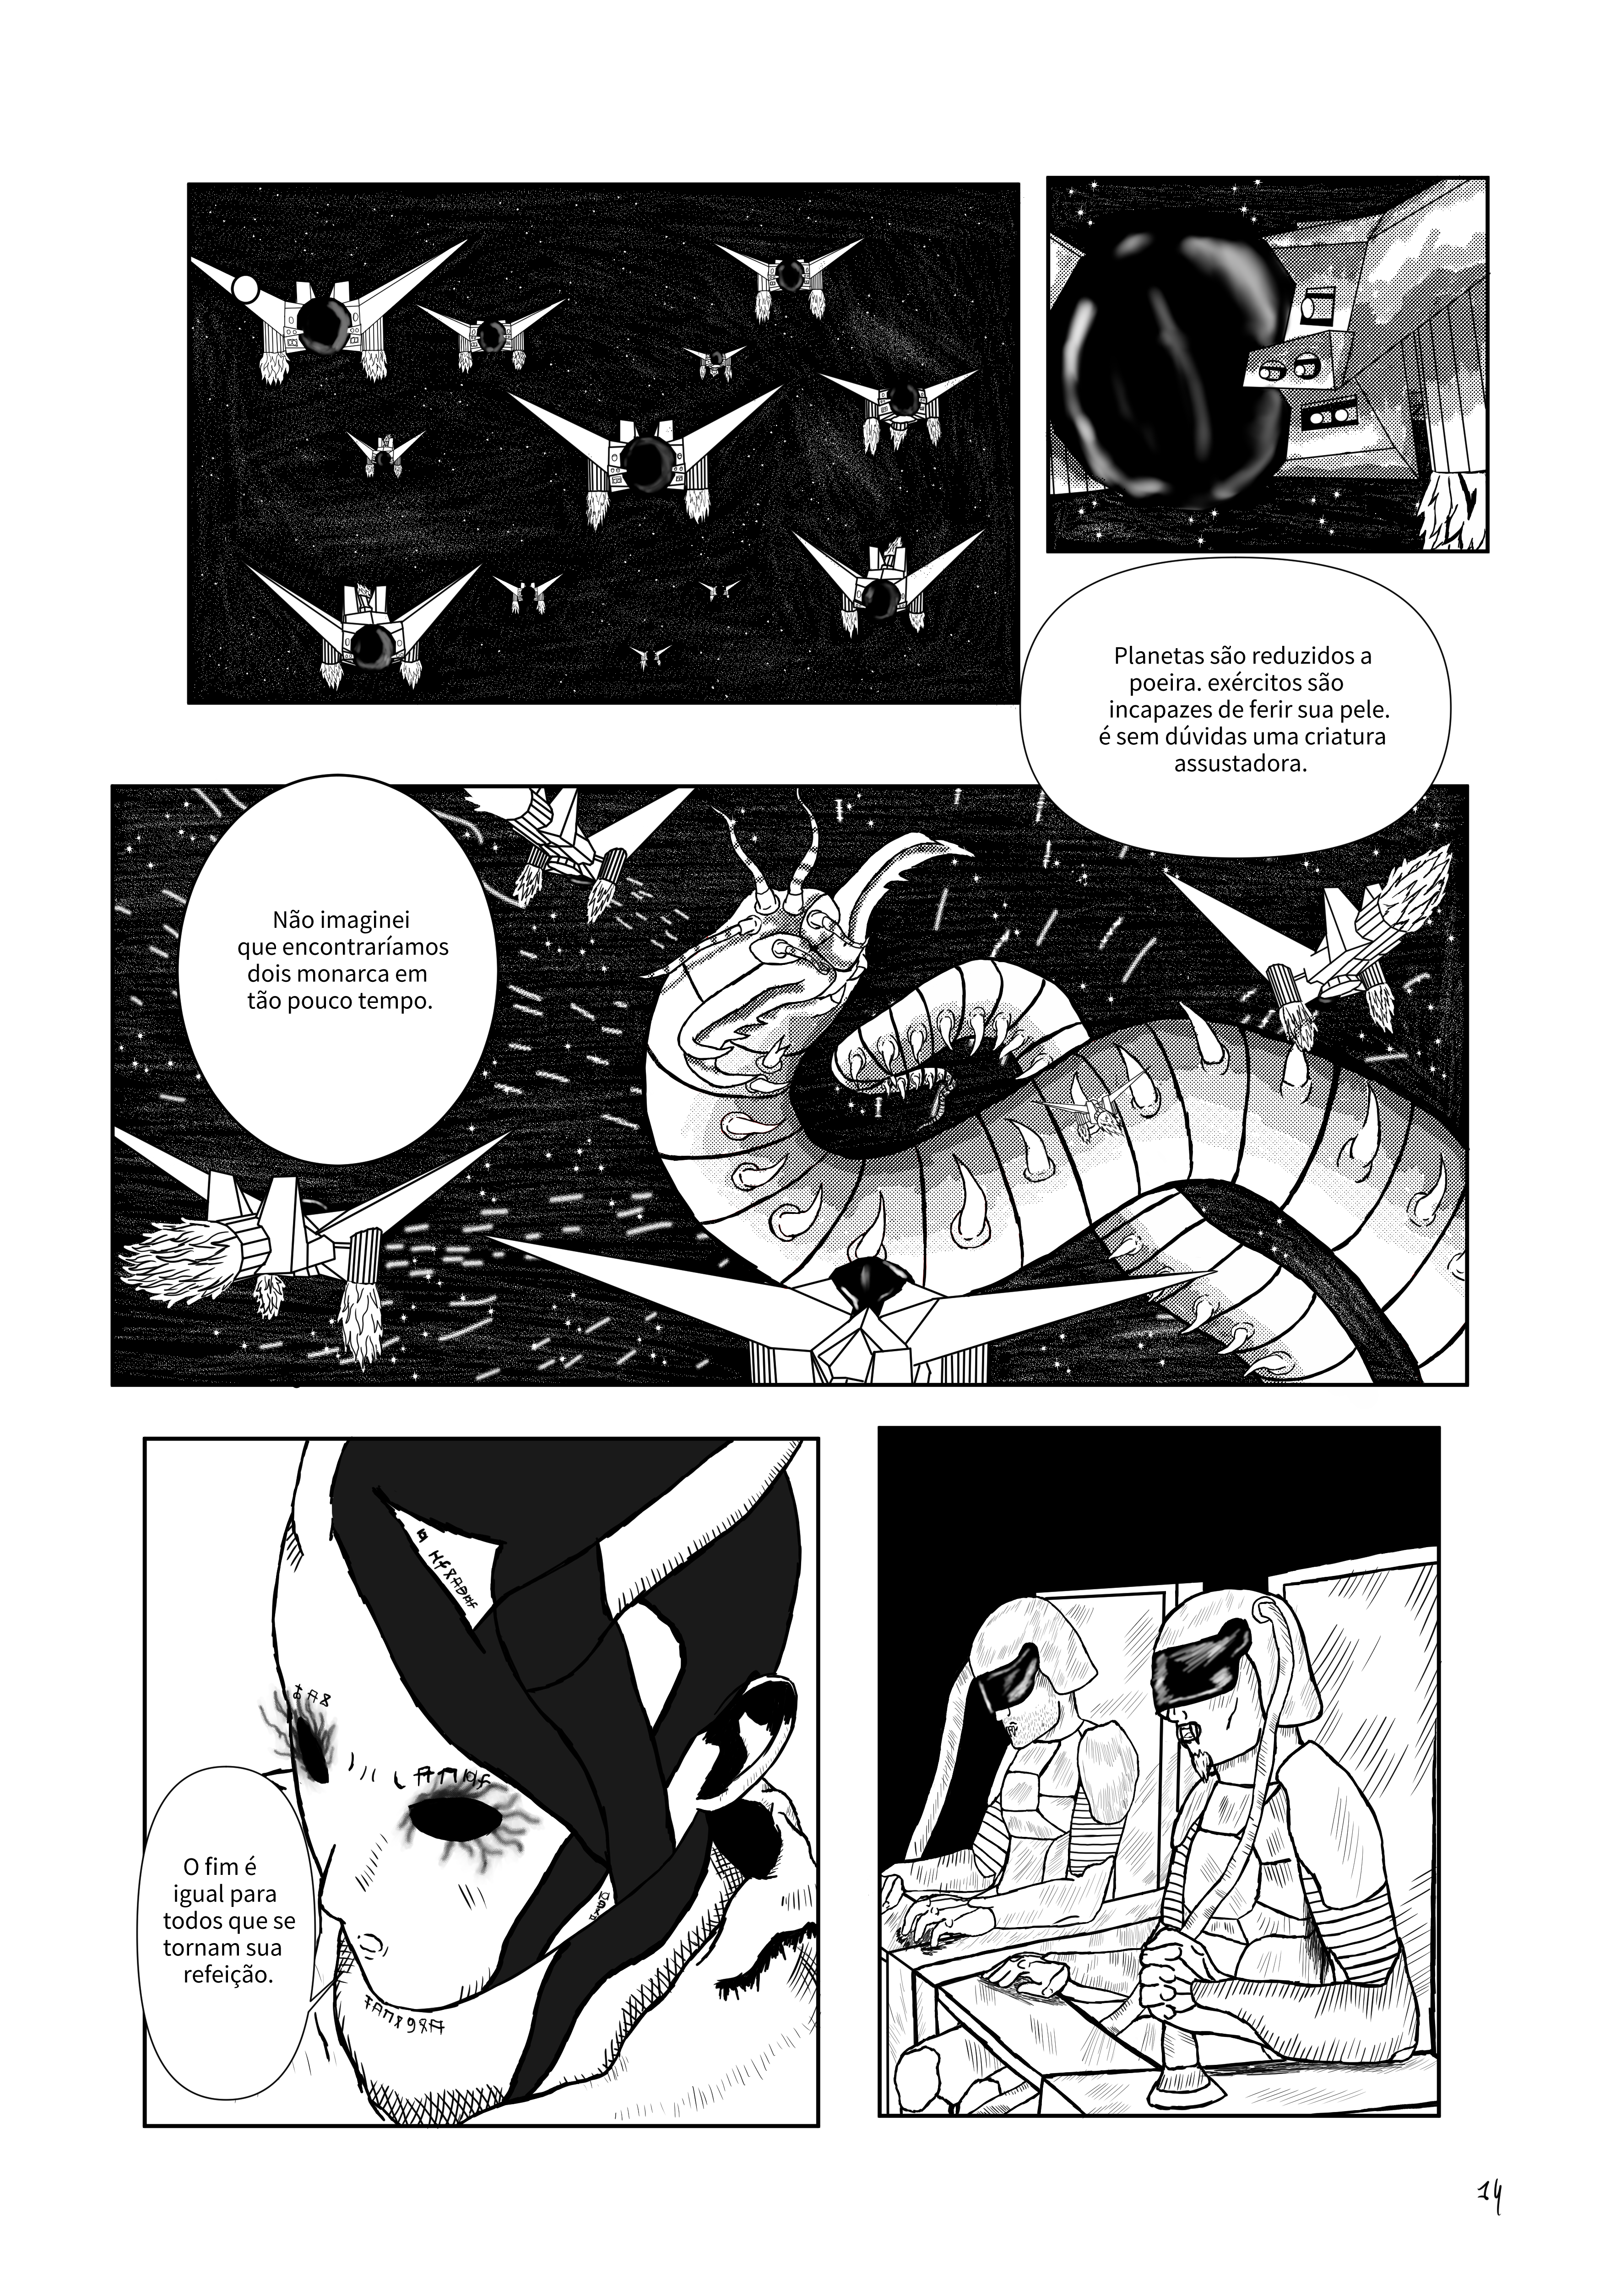 Planetas são reduzidos a
poeira. exércitos são
incapazes de ferir sua pele.
é sem dúvidas uma criatura
assustadora.
Não imaginei
que encontraríamos
dois monarca em
tão pouco tempo.
O fim é
igual para
todos que se
tornam sua
refeição.
14